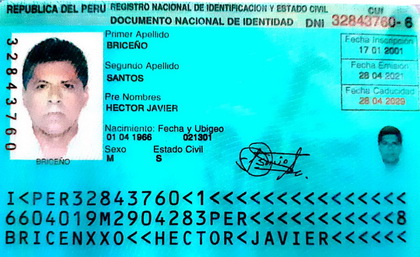 REPUBLICA DEL PERU
REGISTRO NACIONAL DE IDENTIFICACION Y ESTADO CIVIL
DOCUMENTO NACIONAL DE IDENTIDAD
CUI
DNI 32843760-6
32843760
BRICEÑO
Primer Apellido
BRICEÑO
Segundo Apellido
SANTOS
Pre Nombres
HECTOR JAVIER
Nacimiento: Fecha y Ubigeo
01 04 1966 021301
Sexo Estado Civil
M S
Fecha Inscripción
17 01 2001
Fecha Emisión
28 04 2021
Fecha Caducidad
28 04 2029
I<PER32843760<1<<<<<<<<<<<<<<<
6604019M2904283PER<<<<<<<<<<<8
BRICENXXO<<HECTOR<JAVIER<<<<<<